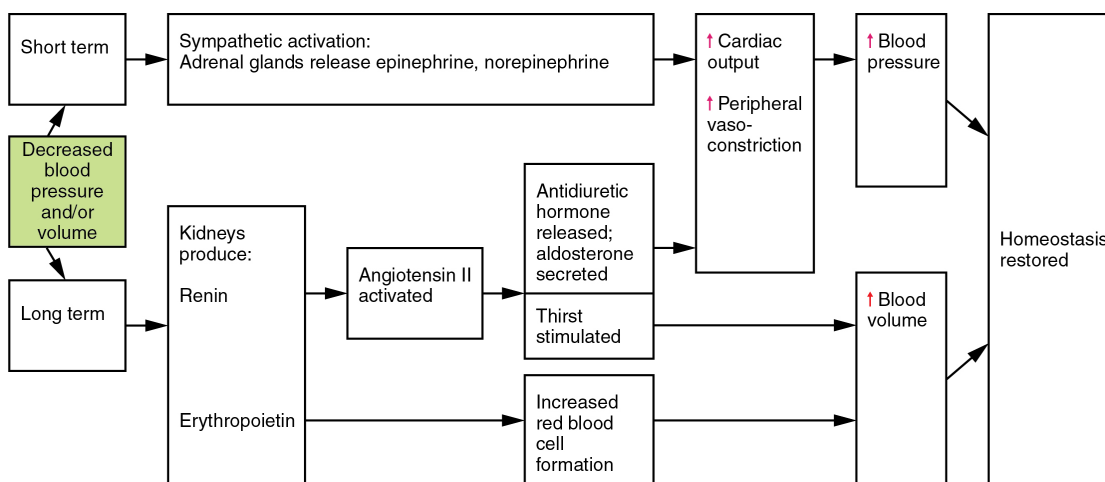 Short term
Sympathetic activation:
Adrenal glands release epinephrine, norepinephrine
↑ Cardiac
output
↑ Peripheral
vaso-
constriction
↑ Blood
pressure
Decreased
blood
pressure
and/or
volume
Long term
Kidneys
produce:
Renin
Erythropoietin
Angiotensin II
activated
Antidiuretic
hormone
released;
aldosterone
secreted
Thirst
stimulated
Increased
red blood
cell
formation
↑ Blood
volume
Homeostasis
restored